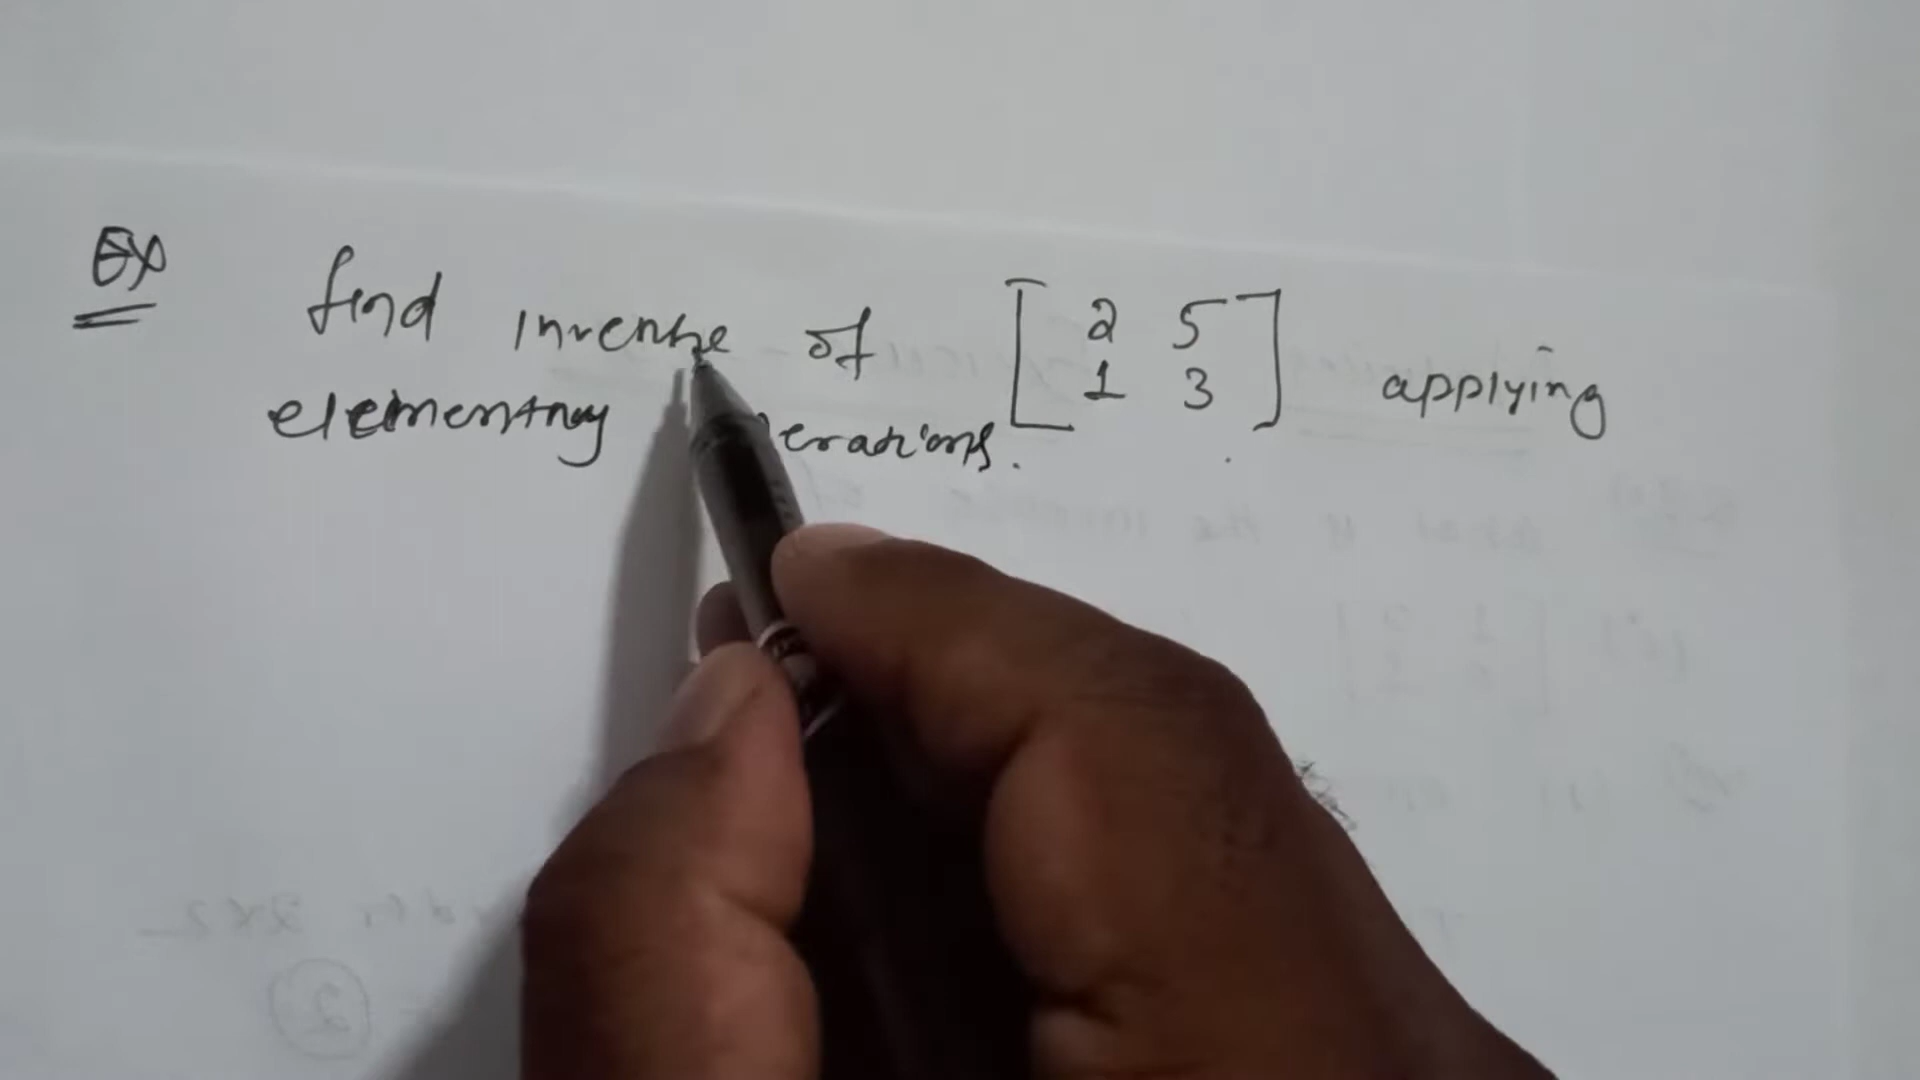 Ex find inverse of [ 2 5 applying
1 3 ]
elementary erations.